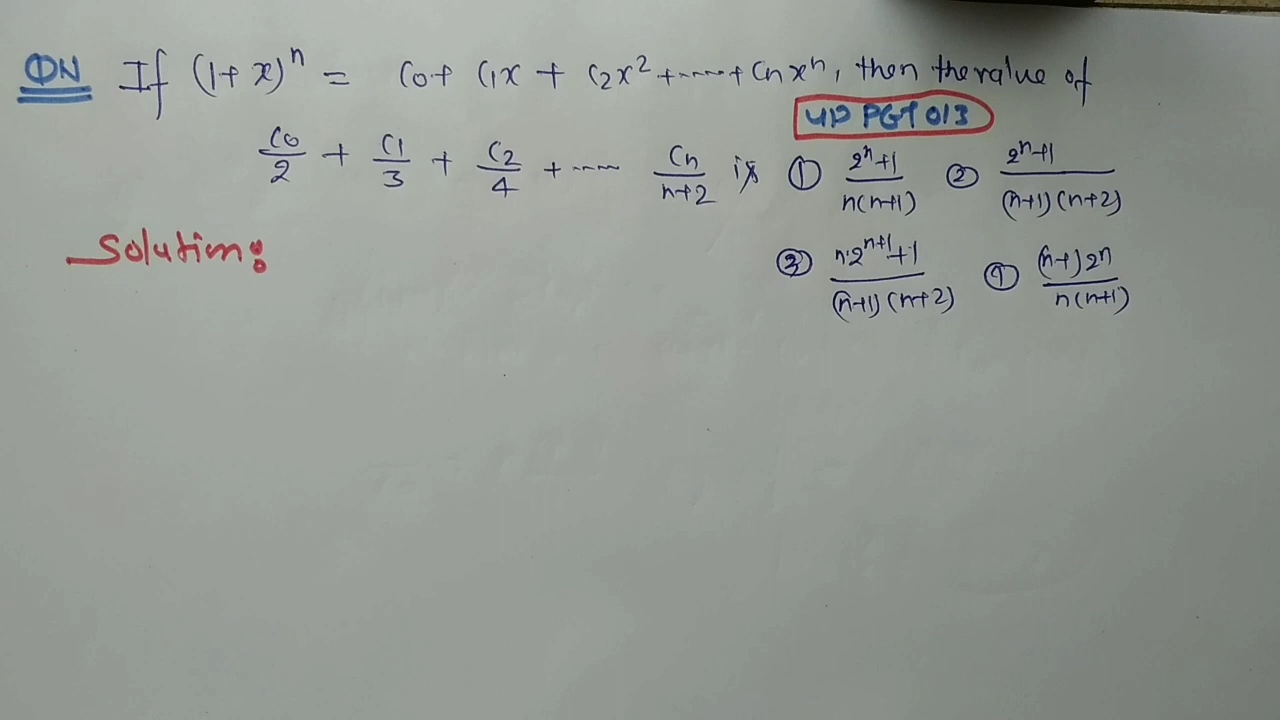 QN If (1+x)^n = C0+ C1x + C2x^2 +.....+ Cnx^n, then the value of
UP PGT 013
C0/2 + C1/3 + C2/4 + ..... Cn/n+2 is ① 2^n+1/n(n+1) ② 2^n+1/(n+1)(n+2)
Solution:
③ n·2^n+1+1/(n+1)(n+2) ④ (n+)2^n/n(n+1)